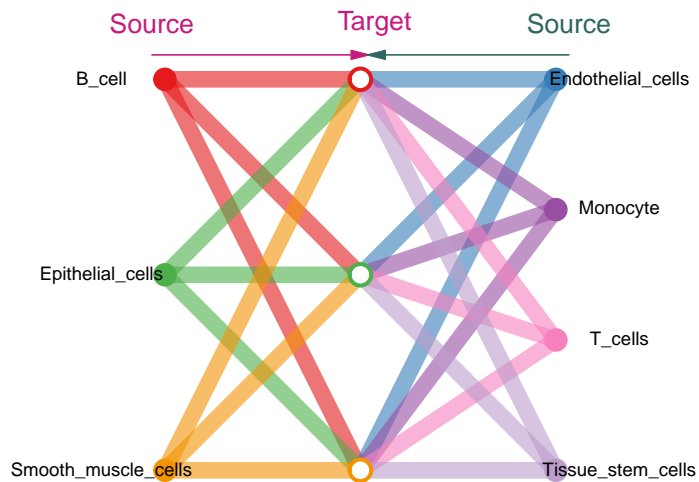 Source
Target
Source
B_cell
Endothelial_cells
Monocyte
Epithelial_cells
T_cells
Smooth_muscle_cells
Tissue_stem_cells